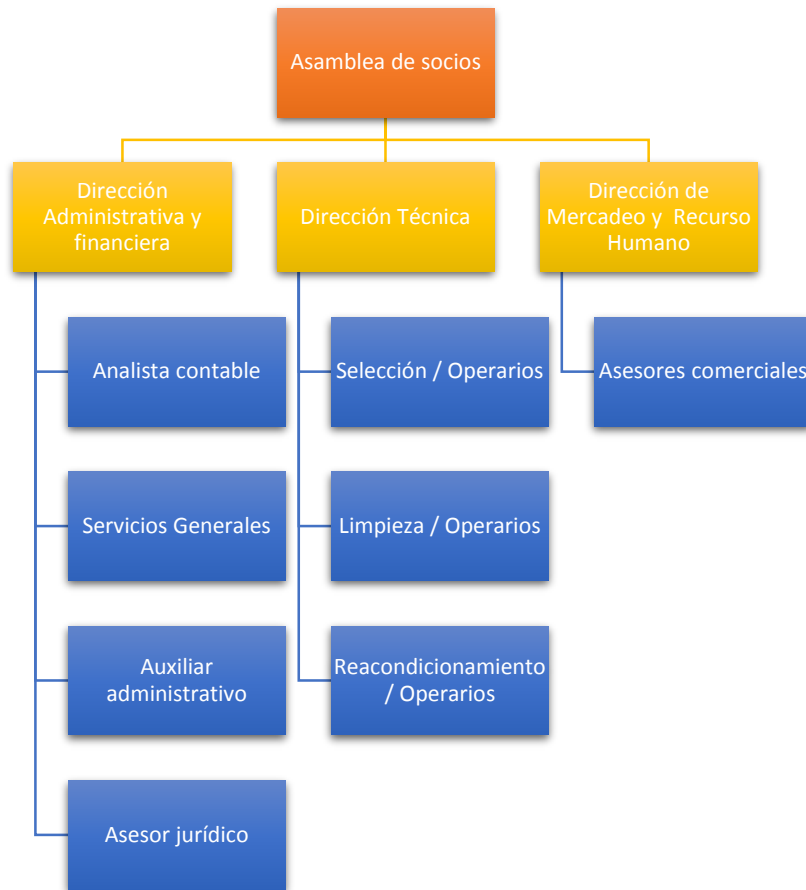 Asamblea de socios
Dirección
Administrativa y
financiera
Dirección Técnica
Dirección de
Mercadeo y Recurso
Humano
Analista contable
Selección / Operarios
Asesores comerciales
Servicios Generales
Limpieza / Operarios
Auxiliar
administrativo
Reacondicionamiento
/ Operarios
Asesor jurídico